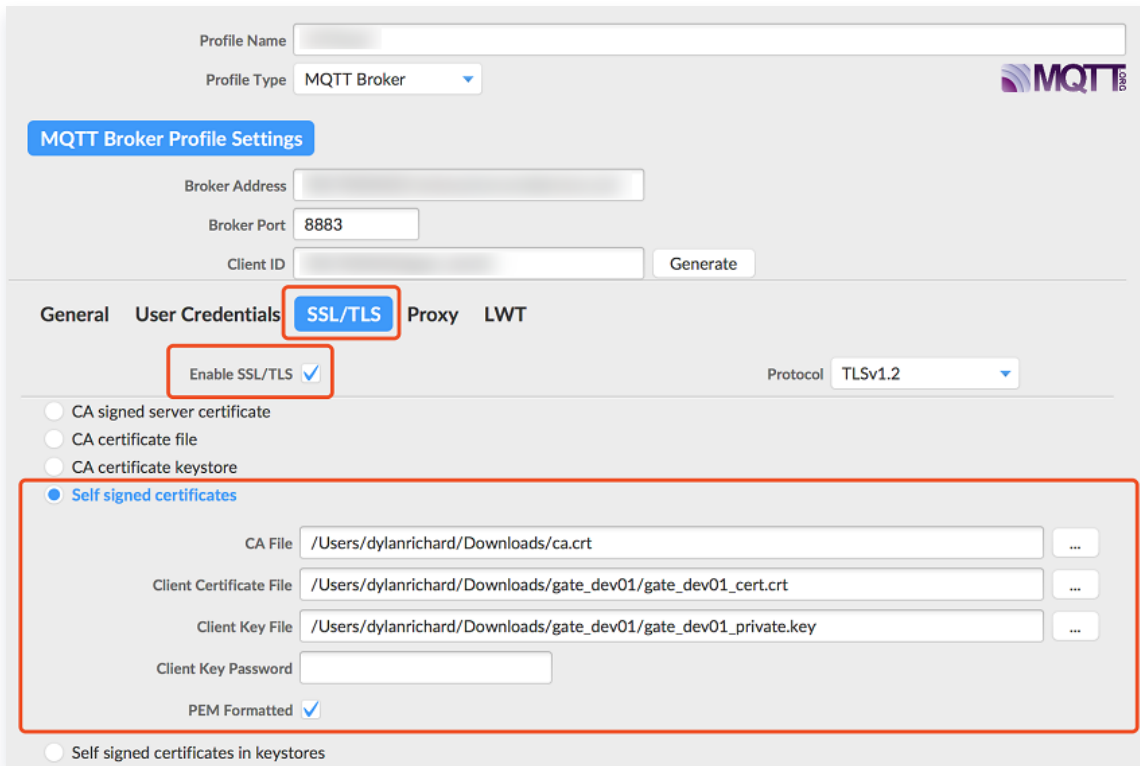 Profile Name
Profile Type MQTT Broker
MQTT.ORG
MQTT Broker Profile Settings
Broker Address
Broker Port 8883
Client ID Generate
General User Credentials SSL/TLS Proxy LWT
Enable SSL/TLS Protocol TLSv1.2
CA signed server certificate
CA certificate file
CA certificate keystore
Self signed certificates
CA File /Users/dylanrichard/Downloads/ca.crt ...
Client Certificate File /Users/dylanrichard/Downloads/gate_dev01/gate_dev01_cert.crt ...
Client Key File /Users/dylanrichard/Downloads/gate_dev01/gate_dev01_private.key ...
Client Key Password
PEM Formatted
Self signed certificates in keystores